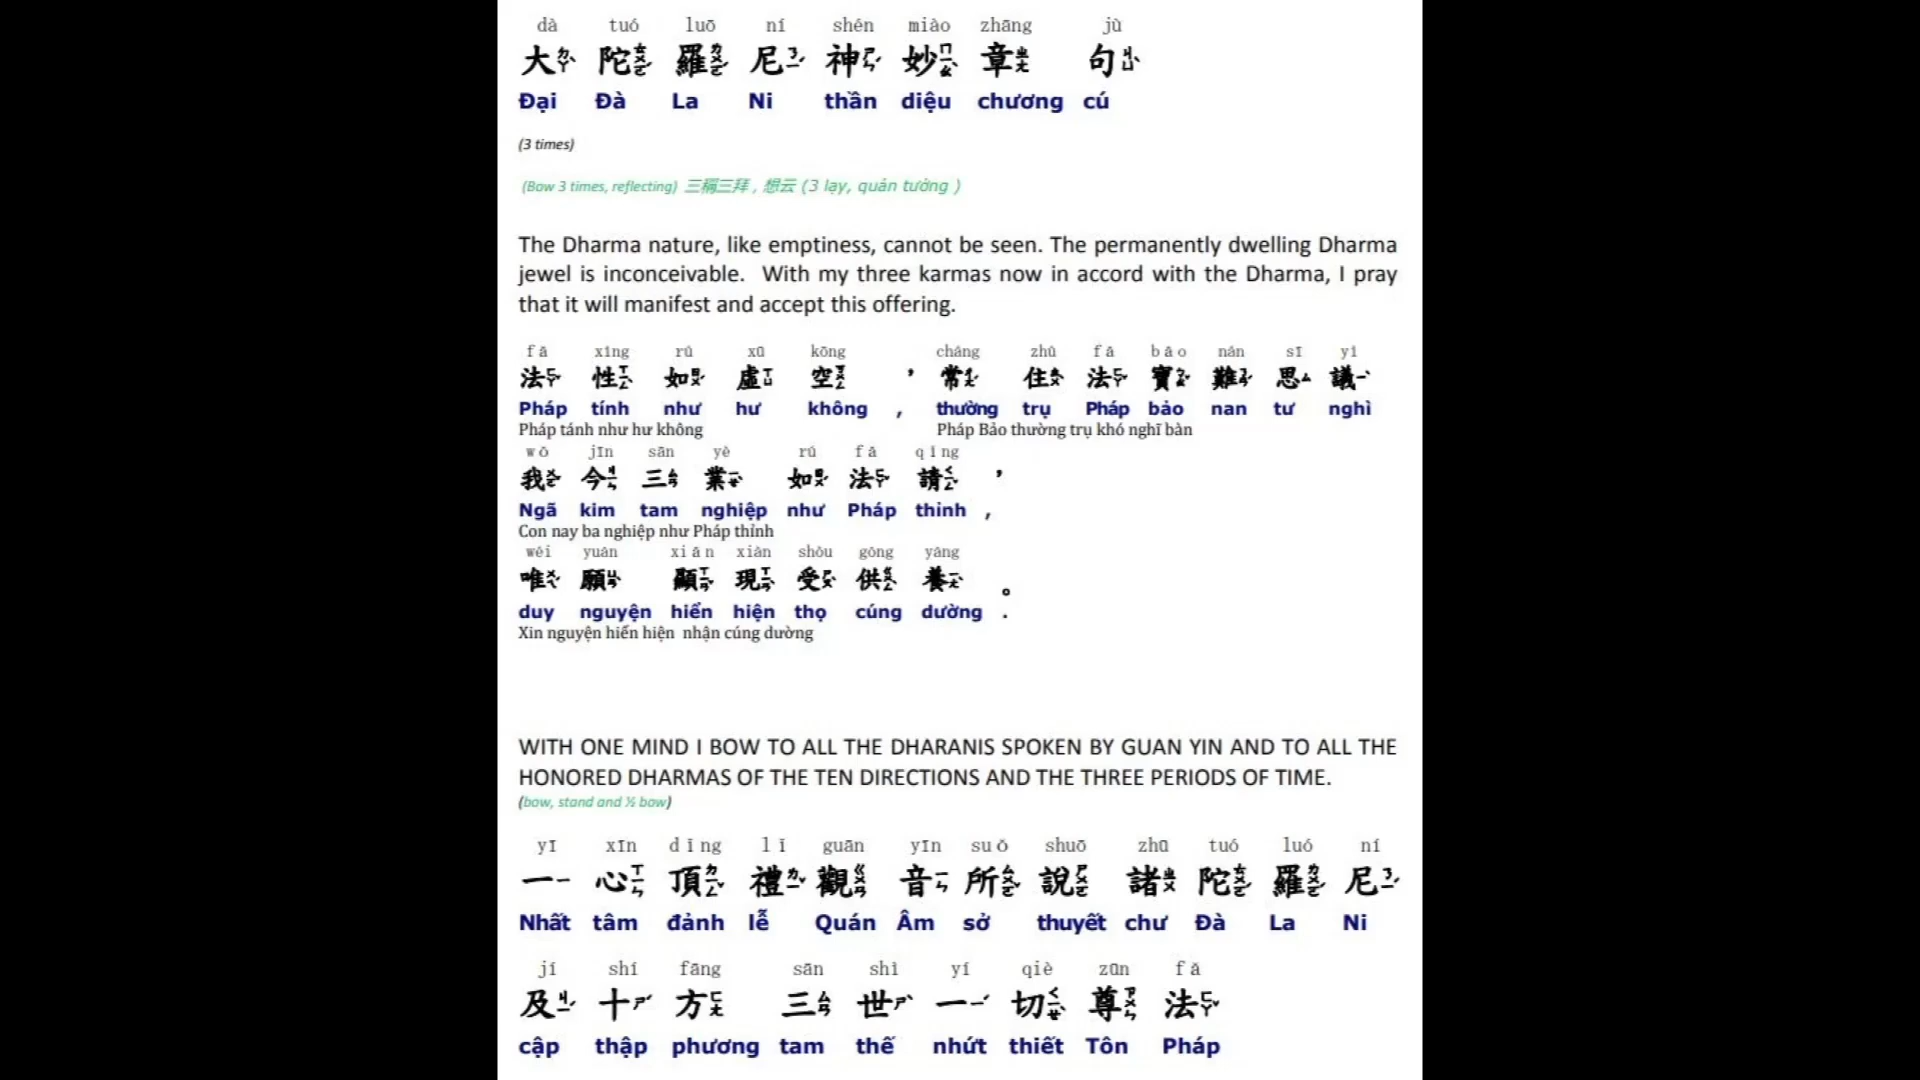 dà tuó luō ní shén miào zhāng jù
大 陀 羅 尼 神 妙 章 句
Đại Đà La Ni thần diệu chương cú
(3 times)
(Bow 3 times, reflecting) 三稱三拜 , 想云 (3 lạy, quán tưởng )
The Dharma nature, like emptiness, cannot be seen. The permanently dwelling Dharma
jewel is inconceivable. With my three karmas now in accord with the Dharma, I pray
that it will manifest and accept this offering.
fǎ xìng rú xū kōng cháng zhù fǎ bǎo nán sī yì
法 性 如 虛 空 , 常 住 法 寶 難 思 議
Pháp tính như hư không , thường trụ Pháp bảo nan tư nghì
Pháp tánh như hư không Pháp Bảo thường trụ khó nghĩ bàn
wǒ jīn sān yè rú fǎ qǐng
我 今 三 業 如 法 請 ,
Ngã kim tam nghiệp như Pháp thỉnh ,
Con nay ba nghiệp như Pháp thỉnh
wéi yuàn xiǎn xiàn shòu gòng yàng
唯 願 顯 現 受 供 養 。
duy nguyện hiển hiện thọ cúng dường .
Xin nguyện hiển hiện nhận cúng dường
WITH ONE MIND I BOW TO ALL THE DHARANIS SPOKEN BY GUAN YIN AND TO ALL THE
HONORED DHARMAS OF THE TEN DIRECTIONS AND THE THREE PERIODS OF TIME.
(bow, stand and ½ bow)
yī xīn dǐng lǐ guān yīn suǒ shuō zhū tuó luó ní
一 心 頂 禮 觀 音 所 說 諸 陀 羅 尼
Nhất tâm đảnh lễ Quán Âm sở thuyết chư Đà La Ni
jí shí fāng sān shì yí qiè zūn fǎ
及 十 方 三 世 一 切 尊 法
cập thập phương tam thế nhứt thiết Tôn Pháp